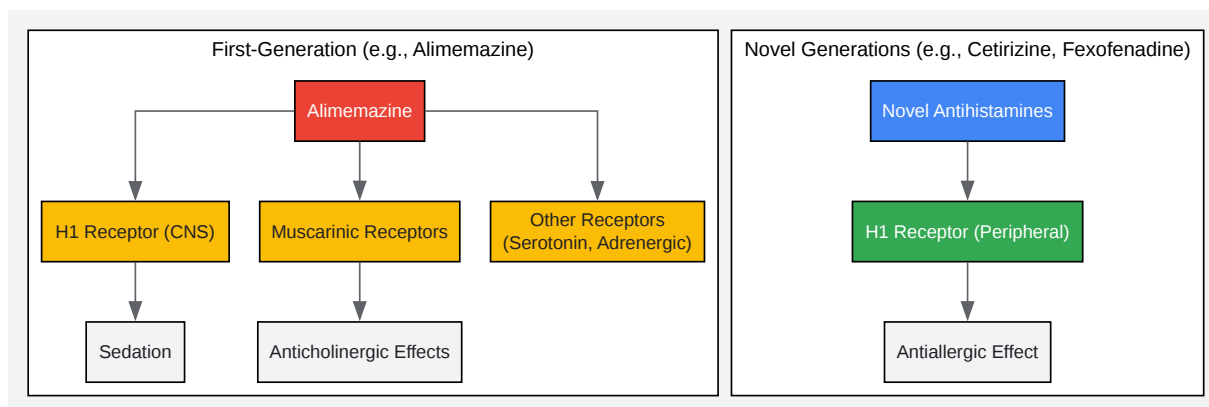 First-Generation (e.g., Alimemazine)
Alimemazine
H1 Receptor (CNS)
Muscarinic Receptors
Other Receptors
(Serotonin, Adrenergic)
Sedation
Anticholinergic Effects
Novel Generations (e.g., Cetirizine, Fexofenadine)
Novel Antihistamines
H1 Receptor (Peripheral)
Antiallergic Effect